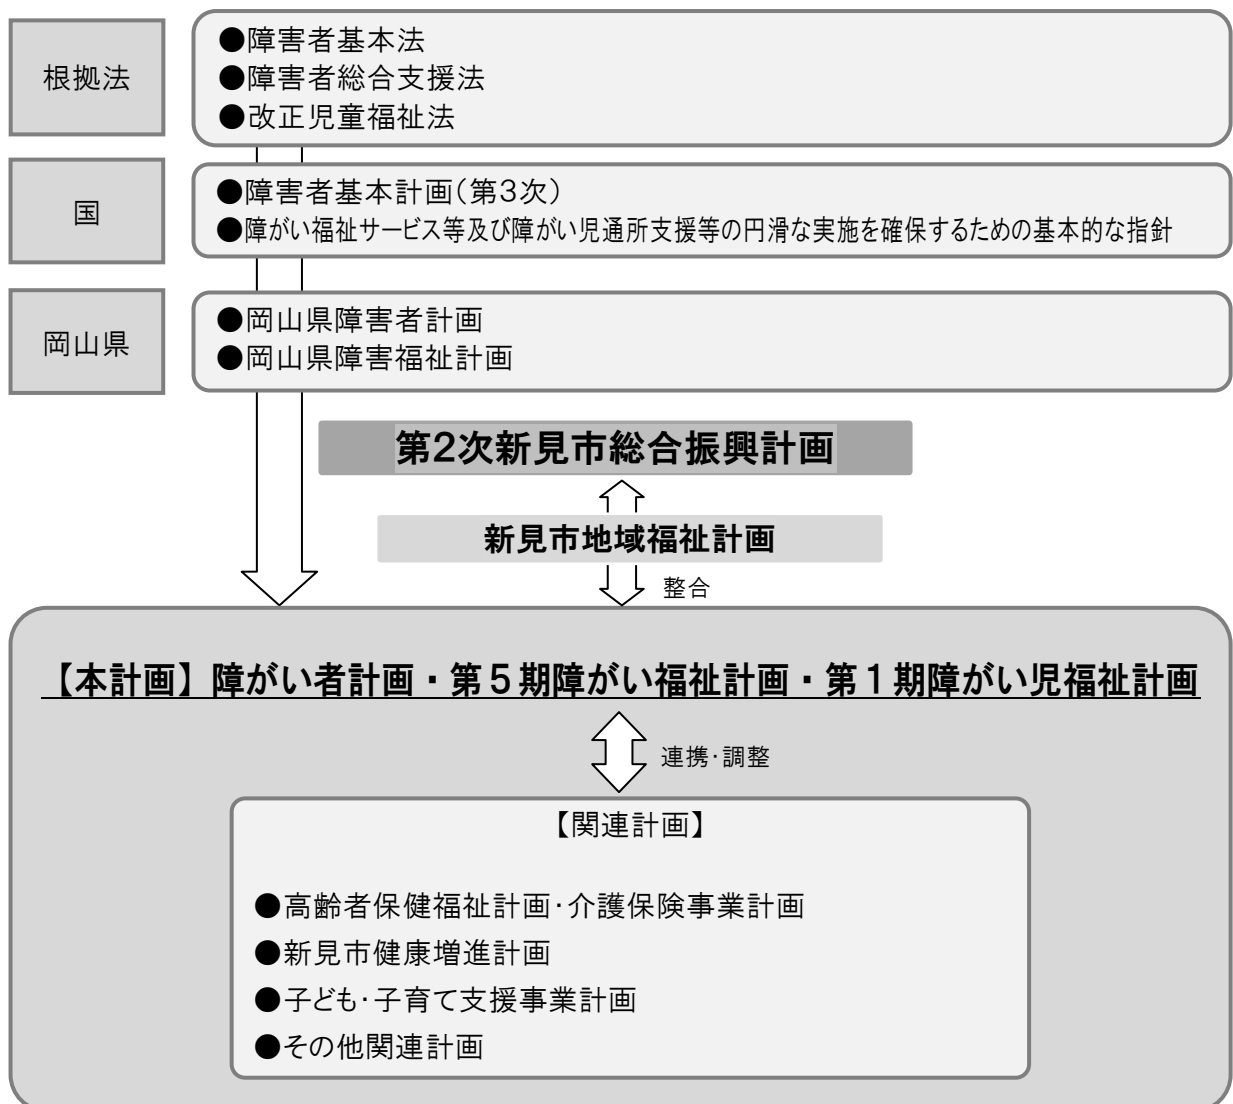 根拠法
●障害者基本法
●障害者総合支援法
●改正児童福祉法
国
●障害者基本計画(第3次)
●障がい福祉サービス等及び障がい児通所支援等の円滑な実施を確保するための基本的な指針
岡山県
●岡山県障害者計画
●岡山県障害福祉計画
第2次新見市総合振興計画
新見市地域福祉計画
整合
【本計画】障がい者計画・第5期障がい福祉計画・第1期障がい児福祉計画
連携・調整
【関連計画】
●高齢者保健福祉計画・介護保険事業計画
●新見市健康増進計画
●子ども・子育て支援事業計画
●その他関連計画